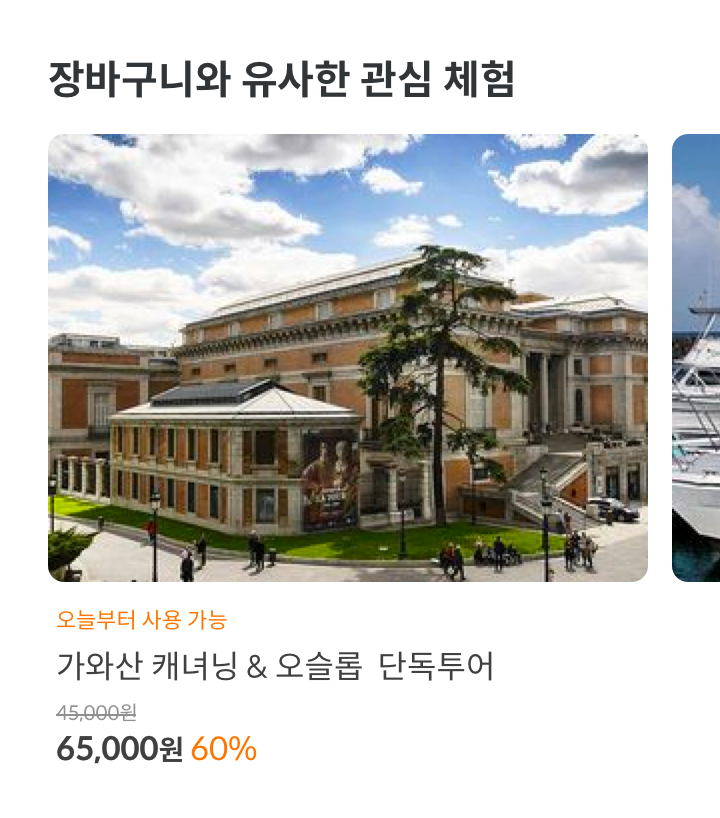 장바구니와 유사한 관심 체험
오늘부터 사용 가능
가와산 캐녀닝 & 오슬롭 단독투어
45,000원
65,000원 60%